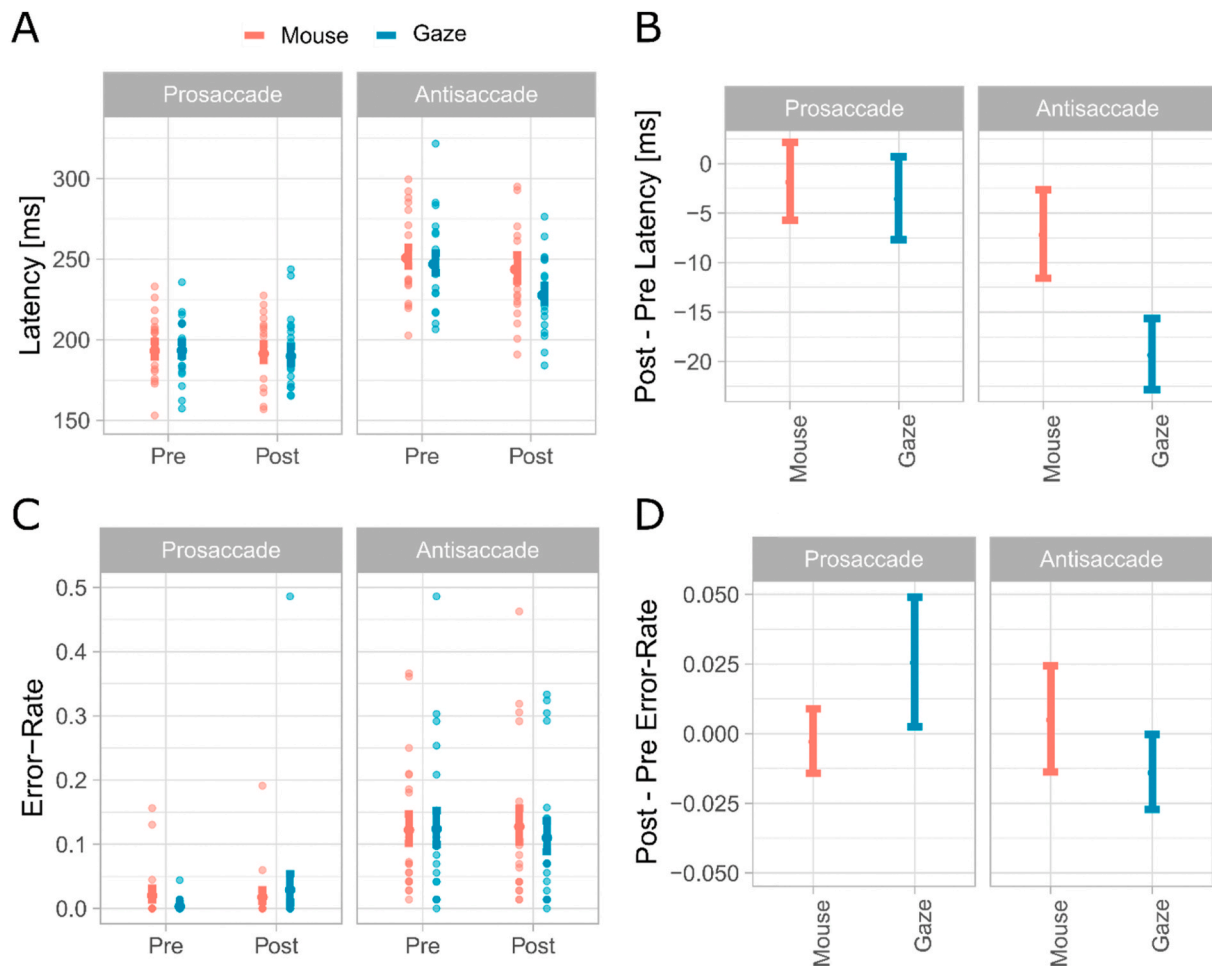 A
Mouse Gaze
Prosaccade Antisaccade
Latency [ms]
300
250
200
150
Pre Post Pre Post
B
Prosaccade Antisaccade
Post - Pre Latency [ms]
0
−5
−10
−15
−20
Mouse Gaze Mouse Gaze
C
Prosaccade Antisaccade
Error−Rate
0.5
0.4
0.3
0.2
0.1
0.0
Pre Post Pre Post
D
Prosaccade Antisaccade
Post - Pre Error-Rate
0.050
0.025
0.000
−0.025
−0.050
Mouse Gaze Mouse Gaze